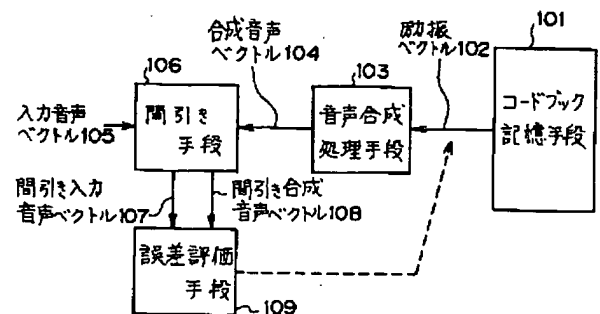 合成音声
ベクトル104
励振
ベクトル102
101
106
103
入力音声
ベクトル105
間引き
手段
音声合成
処理手段
コードブック
記憶手段
間引き入力
音声ベクトル107
間引き合成
音声ベクトル108
誤差評価
手段
109